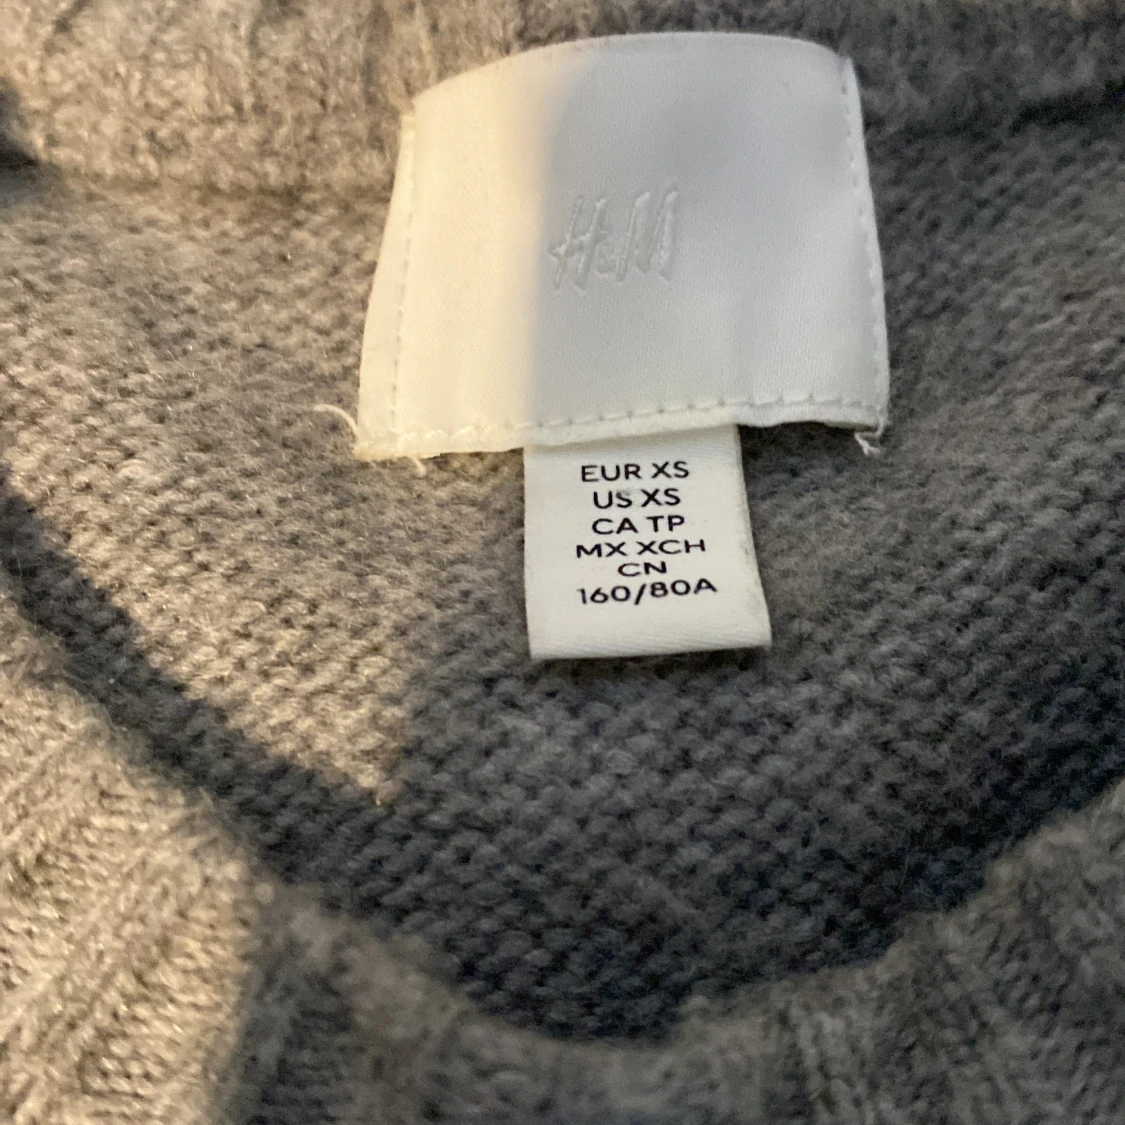 H&M
EUR XS
US XS
CA TP
MX XCH
CN
160/80A